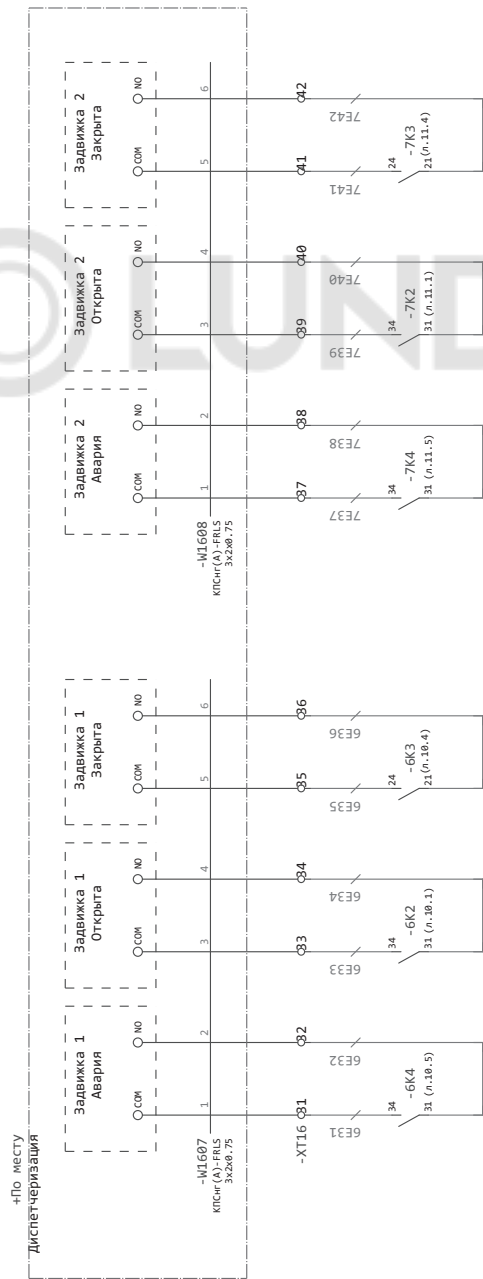 +По месту
Диспетчеризация
Задвижка 1
Авария
Задвижка 1
Открыта
Задвижка 1
Закрыта
Задвижка 2
Авария
Задвижка 2
Открыта
Задвижка 2
Закрыта
COM NO COM NO COM NO COM NO COM NO COM NO
-W1607
КПСнг(А)-FRLS
3x2x0.75
1 2 3 4 5 6
-W1608
КПСнг(А)-FRLS
3x2x0.75
1 2 3 4 5 6
-XT16 31 32 33 34 35 36 37 38 39 40 41 42
6E31 6E32 6E33 6E34 6E35 6E36 7E37 7E38 7E39 7E40 7E41 7E42
34
-6K4
31 (л.10.5)
34
-6K2
31 (л.10.1)
24
-6K3
21 (л.10.4)
34
-7K4
31 (л.11.5)
34
-7K2
31 (л.11.1)
24
-7K3
21 (л.11.4)
LUND